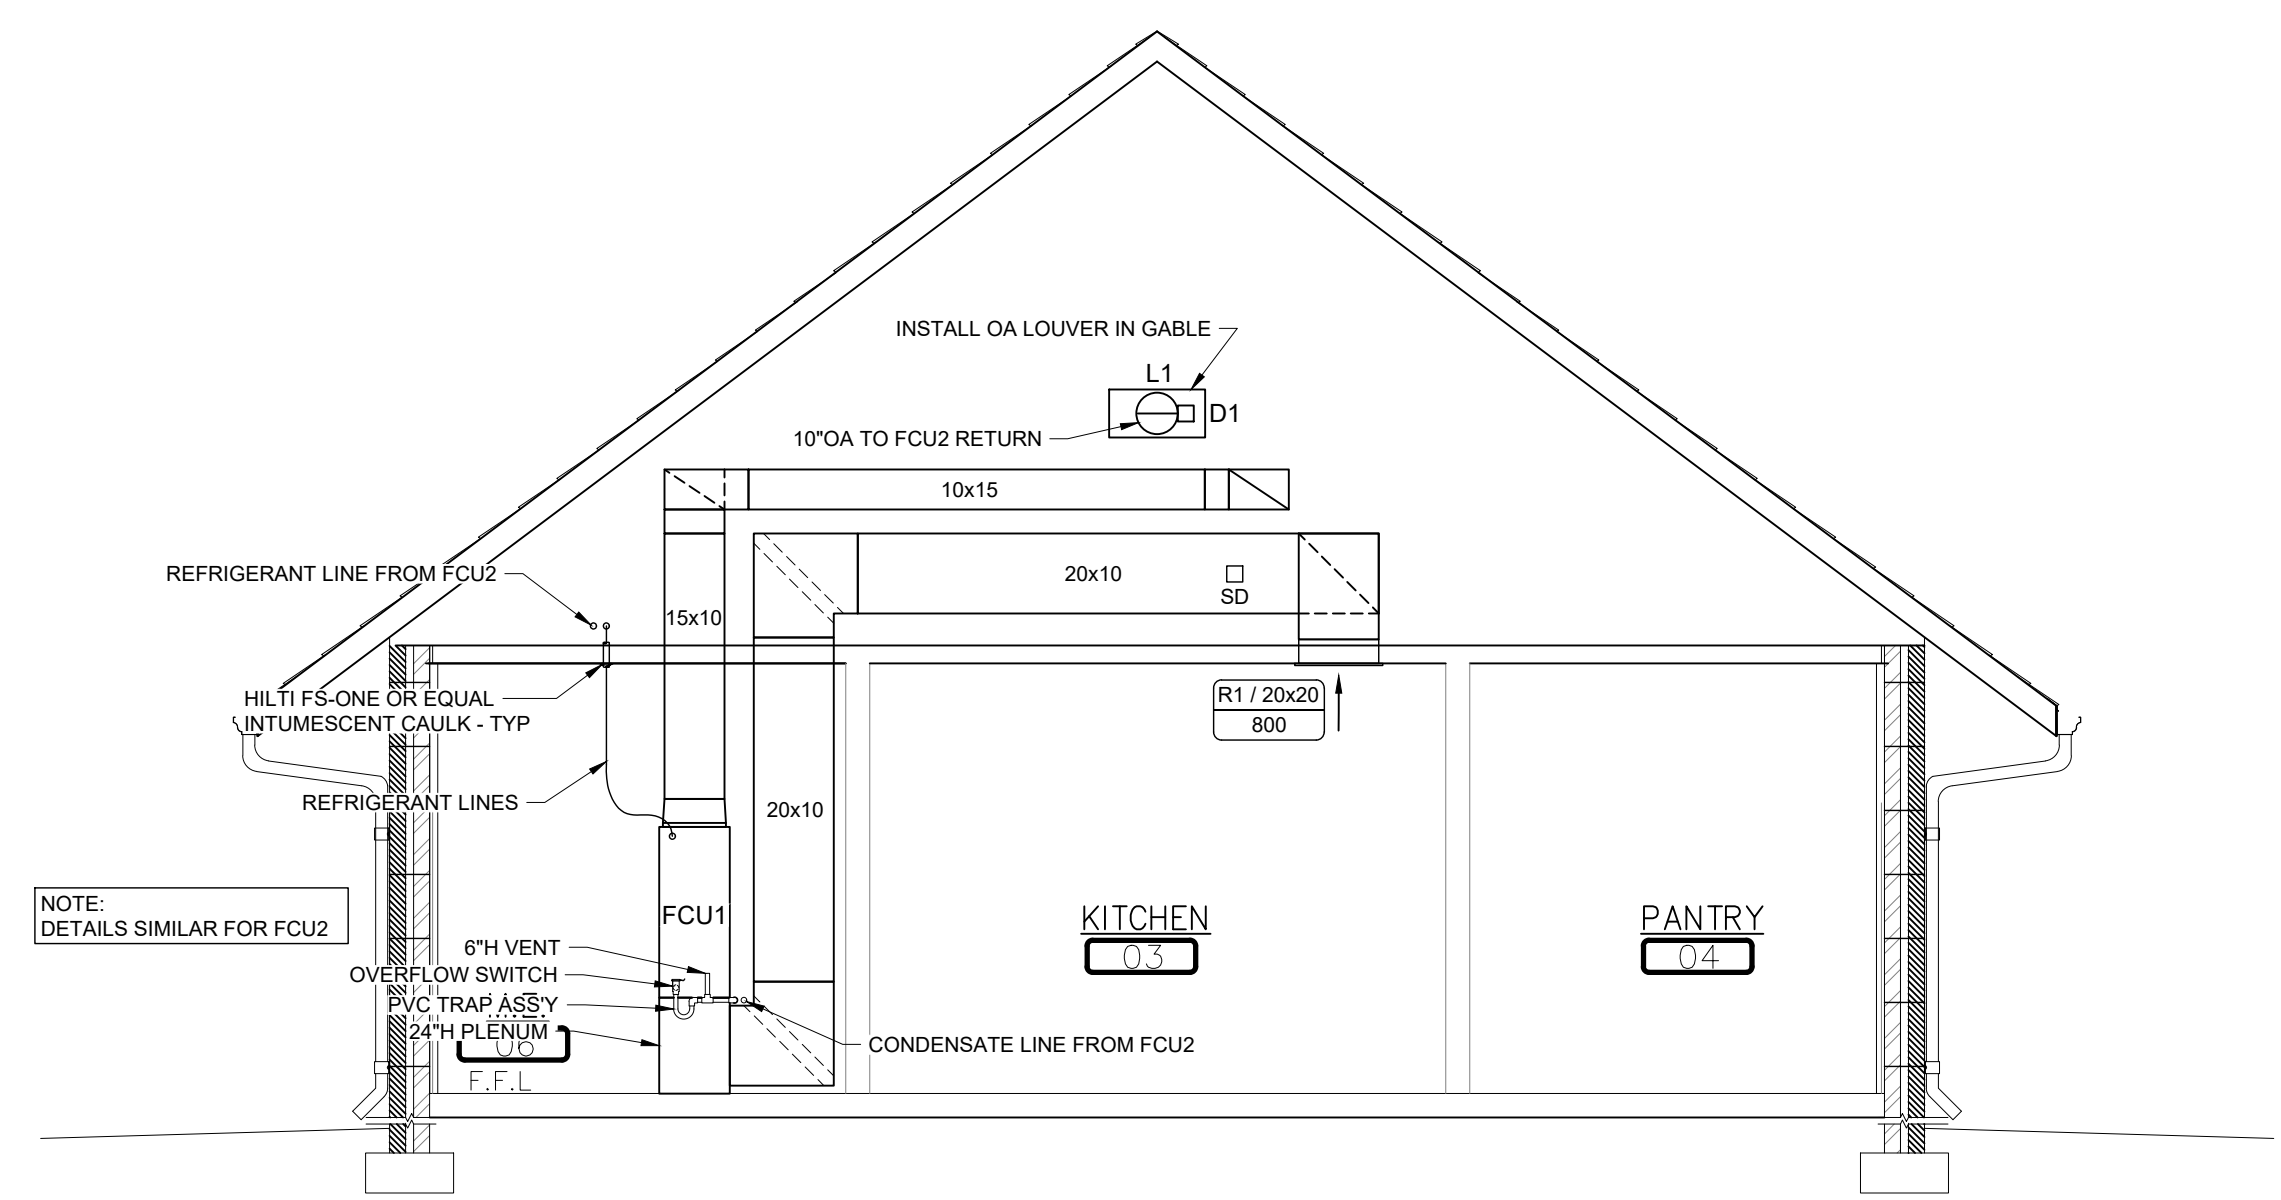 INSTALL OA LOUVER IN GABLE
L1
D1
10"OA TO FCU2 RETURN
10x15
REFRIGERANT LINE FROM FCU2
20x10
SD
15x10
HILTI FS-ONE OR EQUAL
INTUMESCENT CAULK - TYP
R1 / 20x20
800
REFRIGERANT LINES
20x10
NOTE:
DETAILS SIMILAR FOR FCU2
FCU1
KITCHEN
03
PANTRY
04
6"H VENT
OVERFLOW SWITCH
PVC TRAP ASS'Y
24"H PLENUM
06
CONDENSATE LINE FROM FCU2
F.F.L